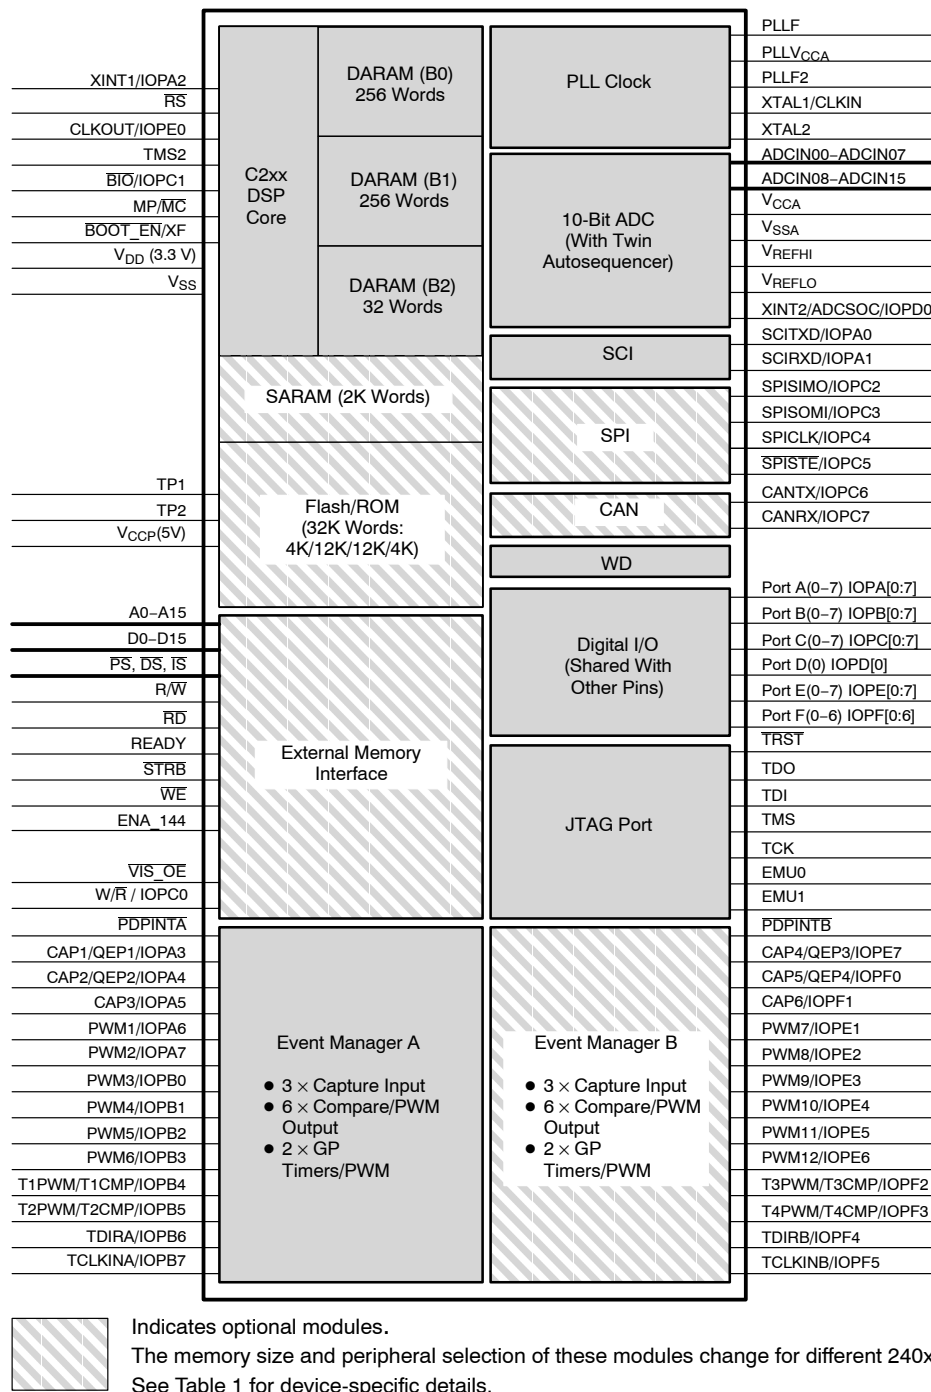 XINT1/IOPA2
RS
CLKOUT/IOPE0
TMS2
BIO/IOPC1
MP/MC
BOOT_EN/XF
VDD (3.3 V)
VSS
TP1
TP2
VCCP(5V)
A0–A15
D0–D15
PS, DS, IS
R/W
RD
READY
STRB
WE
ENA_144
VIS_OE
W/R / IOPC0
PDPINTA
CAP1/QEP1/IOPA3
CAP2/QEP2/IOPA4
CAP3/IOPA5
PWM1/IOPA6
PWM2/IOPA7
PWM3/IOPB0
PWM4/IOPB1
PWM5/IOPB2
PWM6/IOPB3
T1PWM/T1CMP/IOPB4
T2PWM/T2CMP/IOPB5
TDIRA/IOPB6
TCLKINA/IOPB7
C2xx
DSP
Core
DARAM (B0)
256 Words
DARAM (B1)
256 Words
DARAM (B2)
32 Words
SARAM (2K Words)
Flash/ROM
(32K Words:
4K/12K/12K/4K)
External Memory
Interface
Event Manager A
● 3 × Capture Input
● 6 × Compare/PWM
Output
● 2 × GP
Timers/PWM
PLL Clock
10-Bit ADC
(With Twin
Autosequencer)
SCI
SPI
CAN
WD
Digital I/O
(Shared With
Other Pins)
JTAG Port
Event Manager B
● 3 × Capture Input
● 6 × Compare/PWM
Output
● 2 × GP
Timers/PWM
PLLF
PLLVCCA
PLLF2
XTAL1/CLKIN
XTAL2
ADCIN00–ADCIN07
ADCIN08–ADCIN15
VCCA
VSSA
VREFHI
VREFLO
XINT2/ADCSOC/IOPD0
SCITXD/IOPA0
SCIRXD/IOPA1
SPISIMO/IOPC2
SPISOMI/IOPC3
SPICLK/IOPC4
SPISTE/IOPC5
CANTX/IOPC6
CANRX/IOPC7
Port A(0–7) IOPA[0:7]
Port B(0–7) IOPB[0:7]
Port C(0–7) IOPC[0:7]
Port D(0) IOPD[0]
Port E(0–7) IOPE[0:7]
Port F(0–6) IOPF[0:6]
TRST
TDO
TDI
TMS
TCK
EMU0
EMU1
PDPINTB
CAP4/QEP3/IOPE7
CAP5/QEP4/IOPF0
CAP6/IOPF1
PWM7/IOPE1
PWM8/IOPE2
PWM9/IOPE3
PWM10/IOPE4
PWM11/IOPE5
PWM12/IOPE6
T3PWM/T3CMP/IOPF2
T4PWM/T4CMP/IOPF3
TDIRB/IOPF4
TCLKINB/IOPF5
Indicates optional modules.
The memory size and peripheral selection of these modules change for different 240x
See Table 1 for device-specific details.